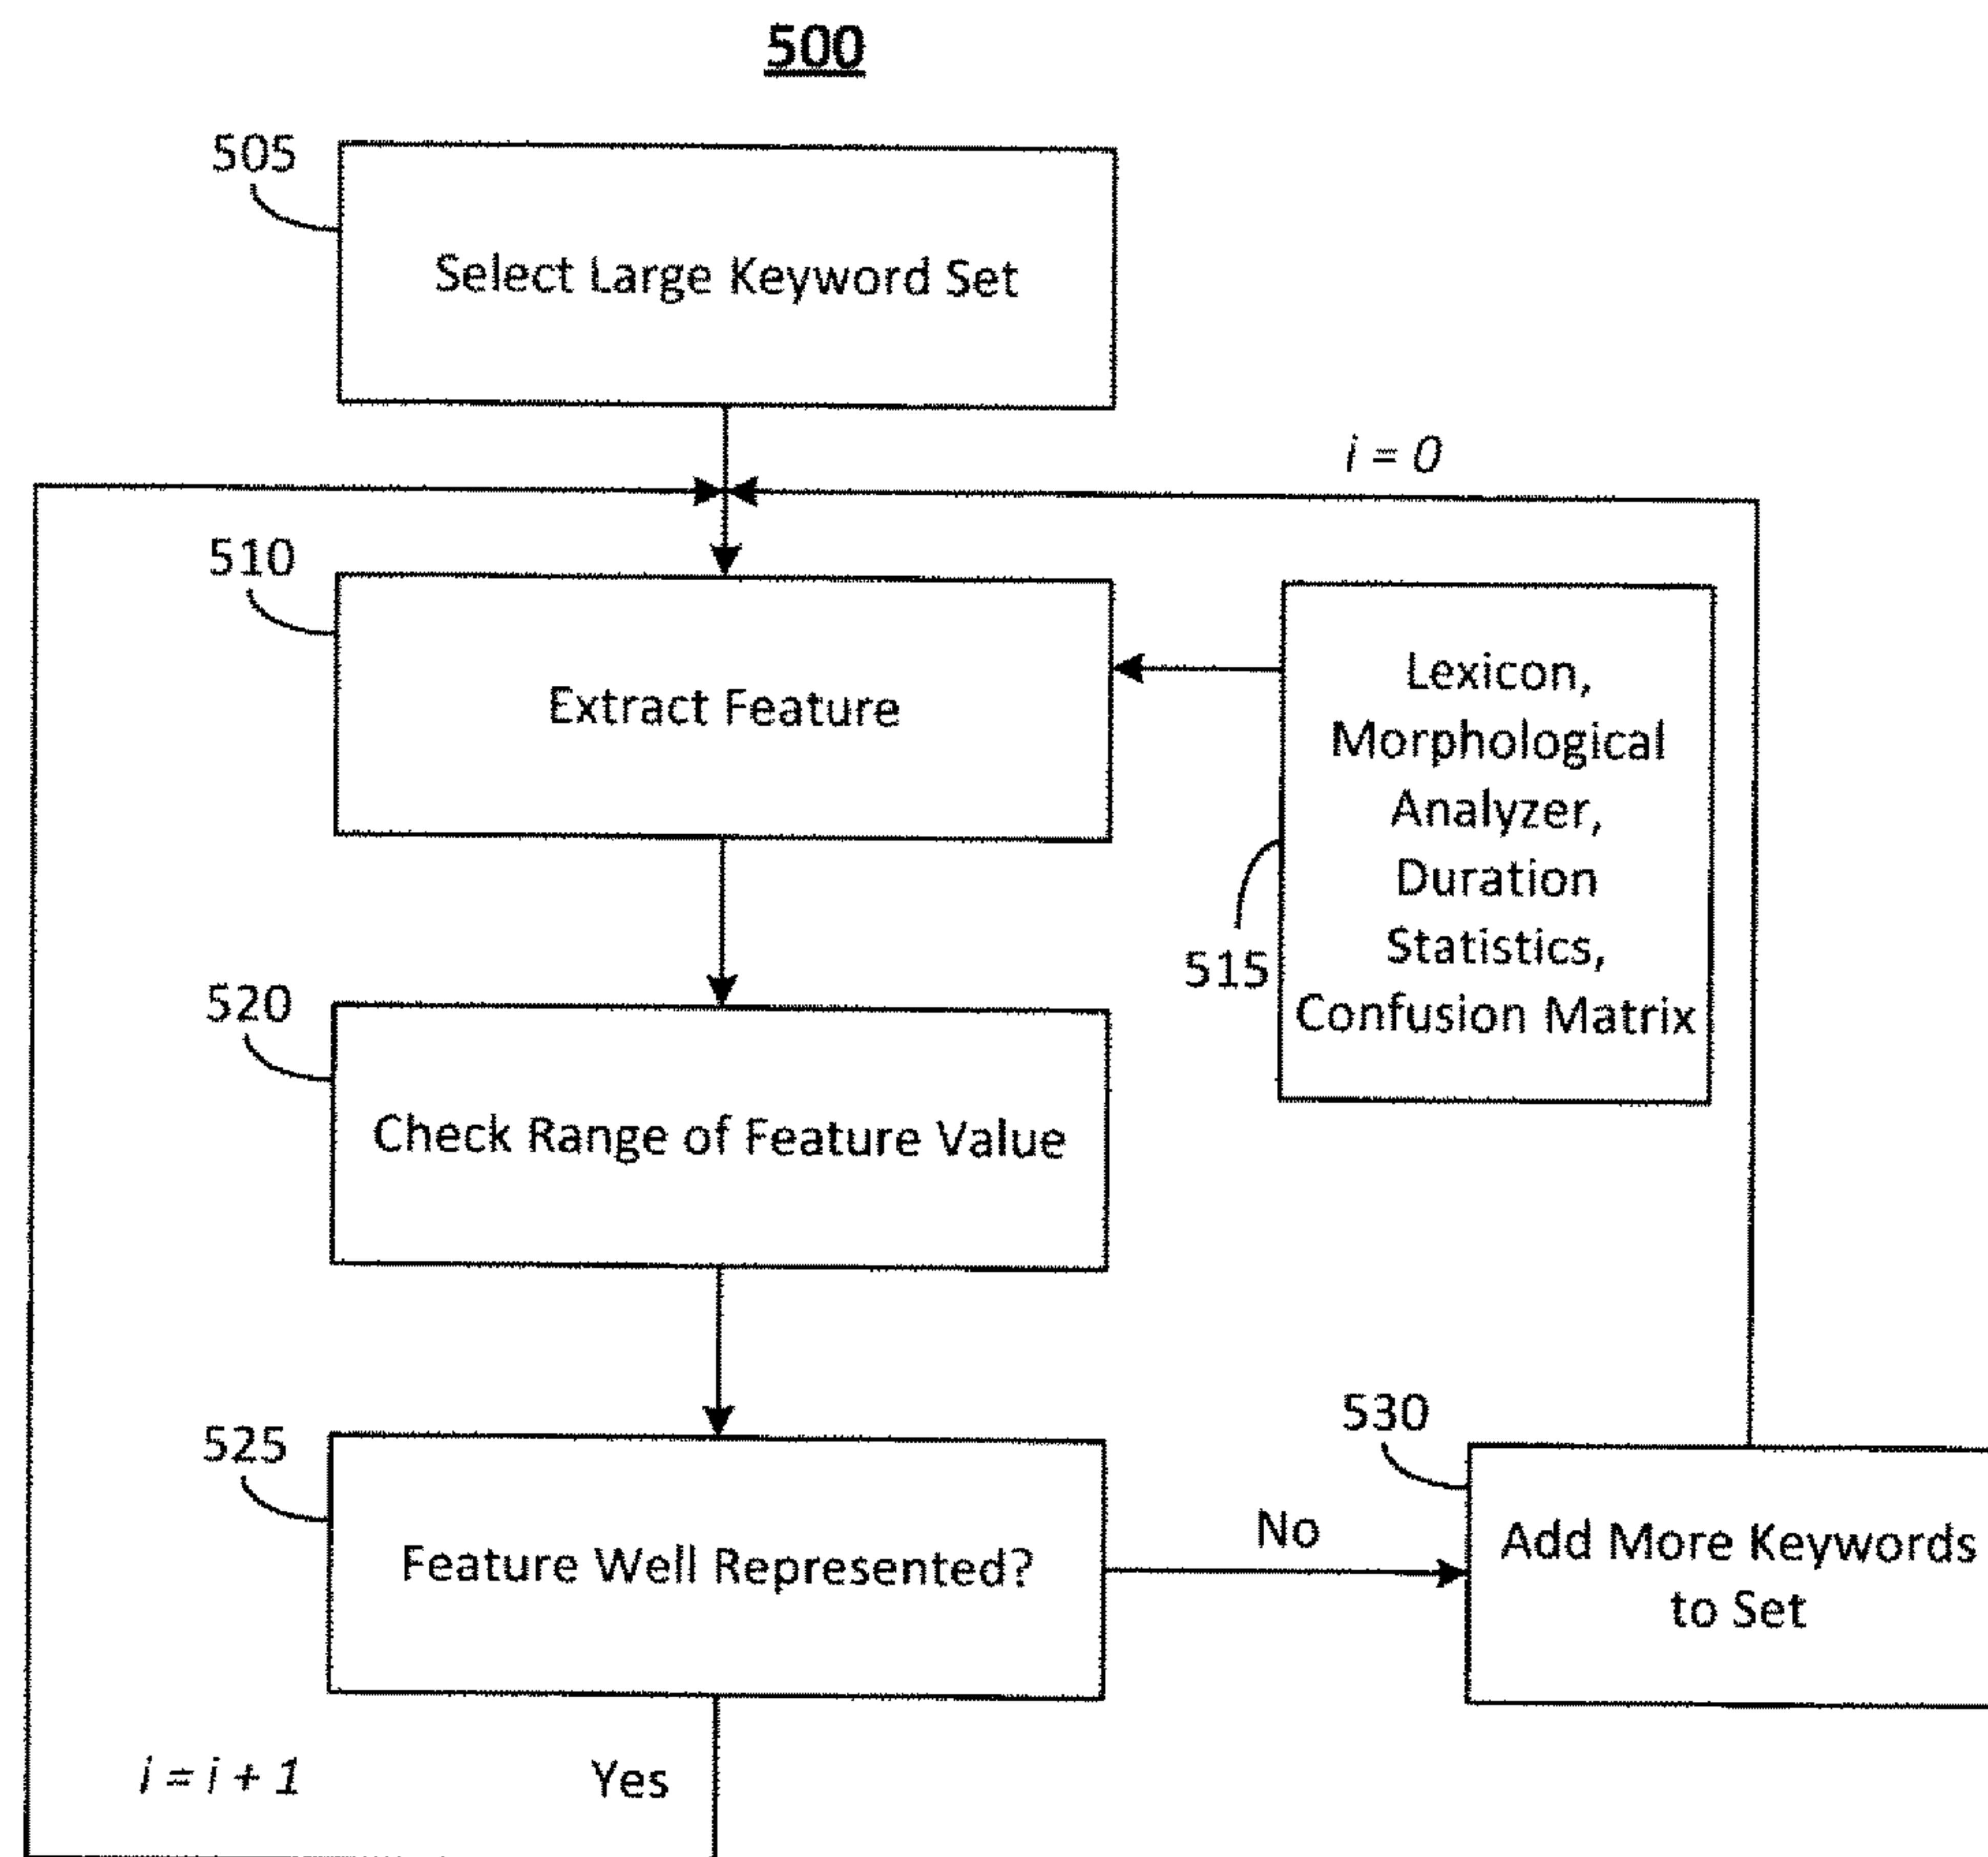 500
505
Select Large Keyword Set
i = 0
510
Extract Feature
Lexicon,
Morphological
Analyzer,
Duration
Statistics,
Confusion Matrix
515
520
Check Range of Feature Value
525
Feature Well Represented?
No
530
Add More Keywords
to Set
i = i + 1
Yes